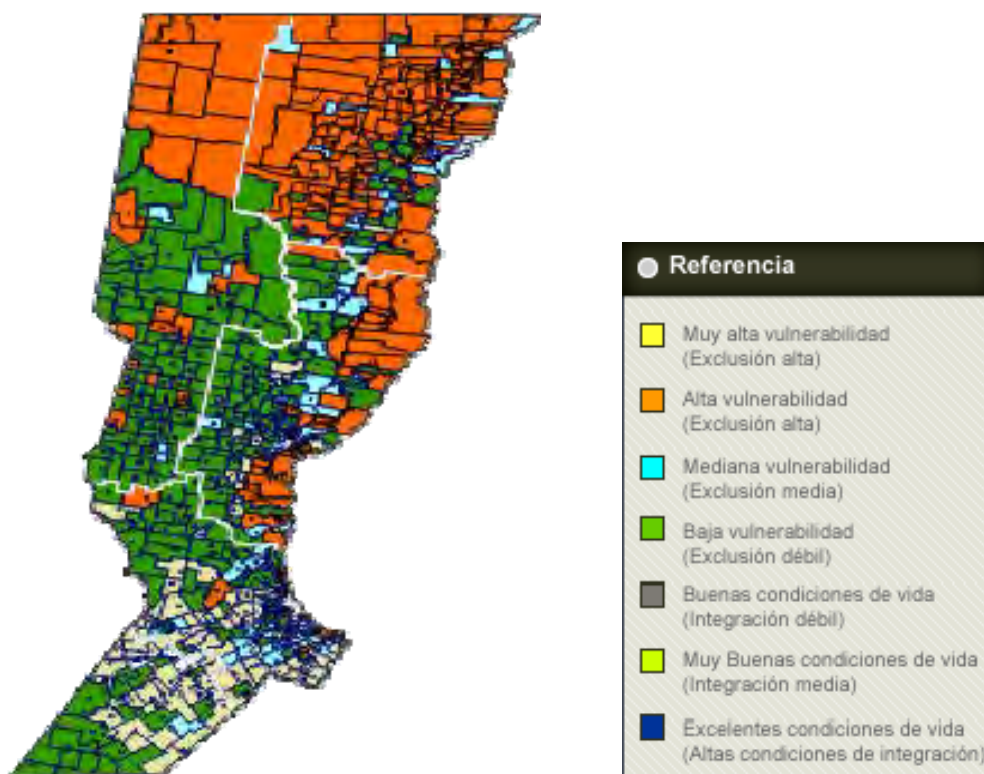 Referencia
Muy alta vulnerabilidad
(Exclusión alta)
Alta vulnerabilidad
(Exclusión alta)
Mediana vulnerabilidad
(Exclusión media)
Baja vulnerabilidad
(Exclusión débil)
Buenas condiciones de vida
(Integración débil)
Muy Buenas condiciones de vida
(Integración media)
Excelentes condiciones de vida
(Altas condiciones de integración)